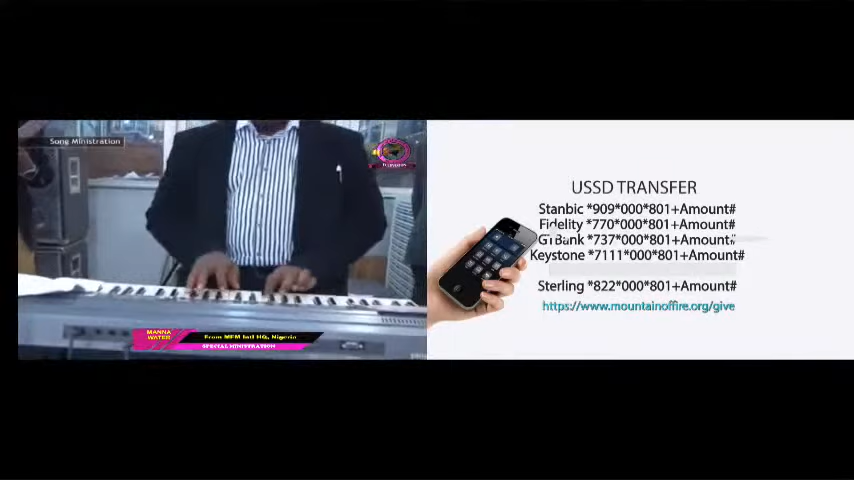 Song Ministration
TELEVISION
MANNA
WATER
From MFM Intl HQ, Nigeria
SPECIAL MINISTRATION
USSD TRANSFER
Stanbic *909*000*801+Amount#
Fidelity *770*000*801+Amount#
GTBank *737*000*801+Amount#
Keystone *7111*000*801+Amount#
Sterling *822*000*801+Amount#
https://www.mountainoffire.org/give